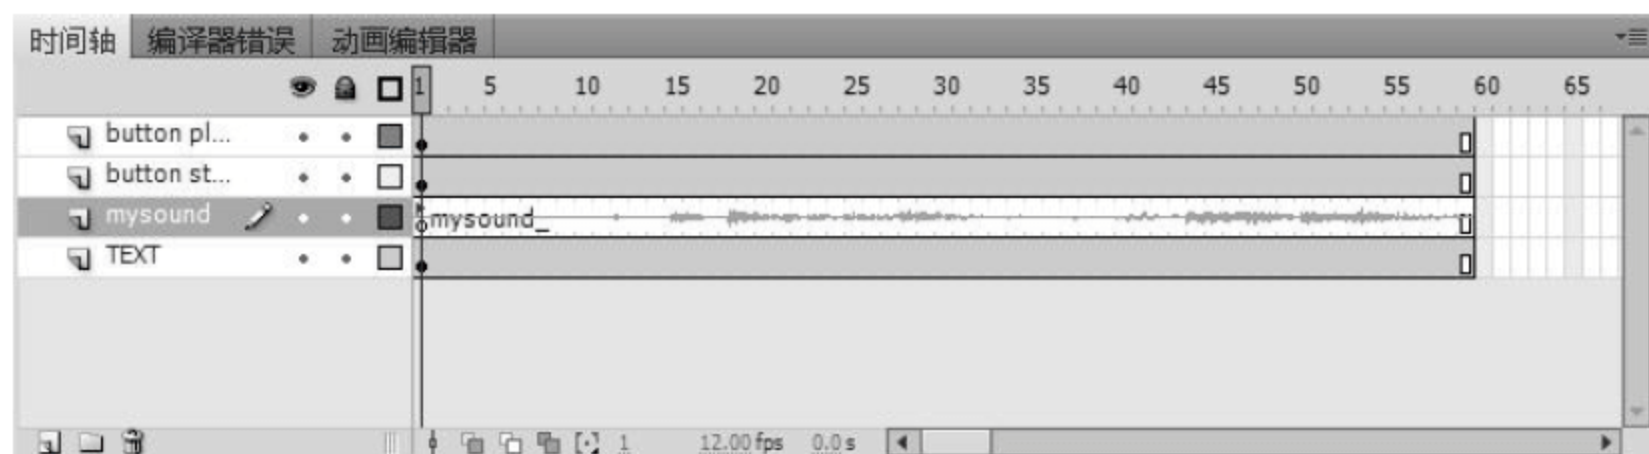 时间轴 编译器错误 动画编辑器
1 5 10 15 20 25 30 35 40 45 50 55 60 65
button pl...
button st...
mysound mysound_
TEXT
1 12.00 fps 0.0 s